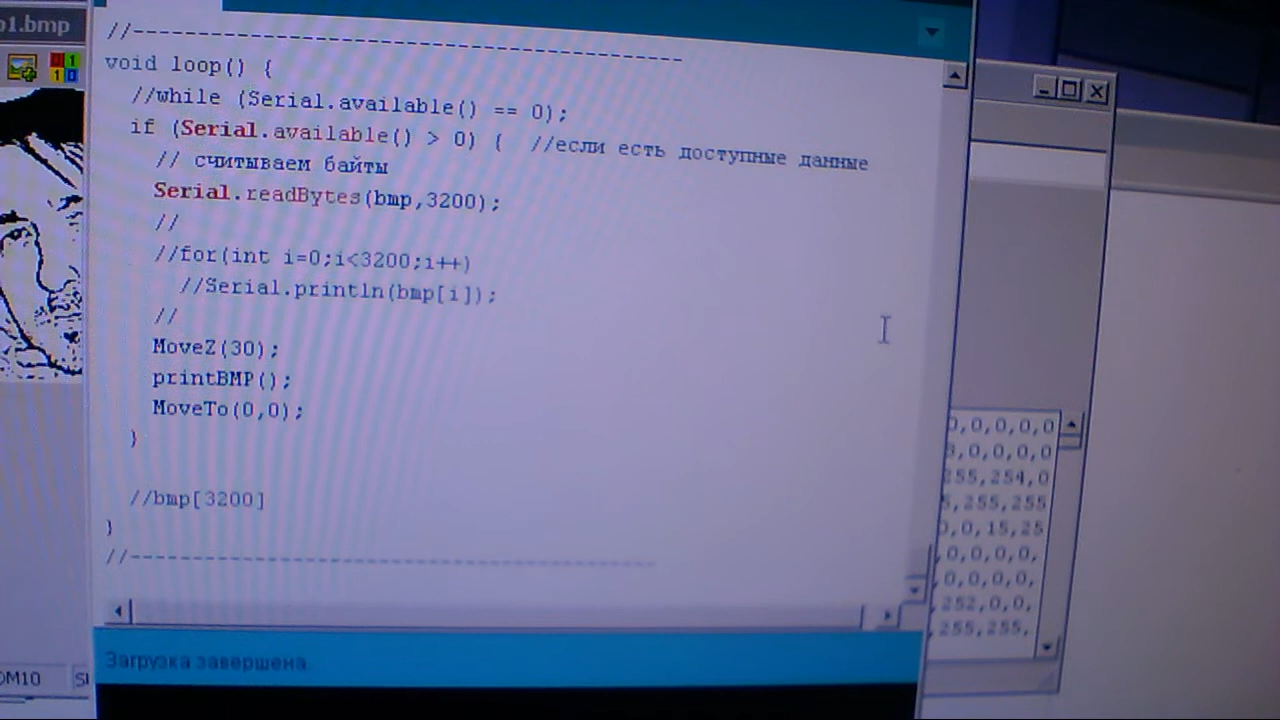 o1.bmp
//-------------------------------------------
void loop() {
//while (Serial.available() == 0);
if (Serial.available() > 0) { //если есть доступные данные
// считываем байты
Serial.readBytes(bmp,3200);
//
//for(int i=0;i<3200;i++)
//Serial.println(bmp[i]);
//
MoveZ(30);
printBMP();
MoveTo(0,0);
}
//bmp[3200]
}
//-----------------------------------------
Загрузка завершена.
0,0,0,0,0
,0,0,0,0
255,254,0
,255,255
0,0,15,25
,0,0,0,0,
,0,0,0,0,
,252,0,0,
,255,255,
OM10